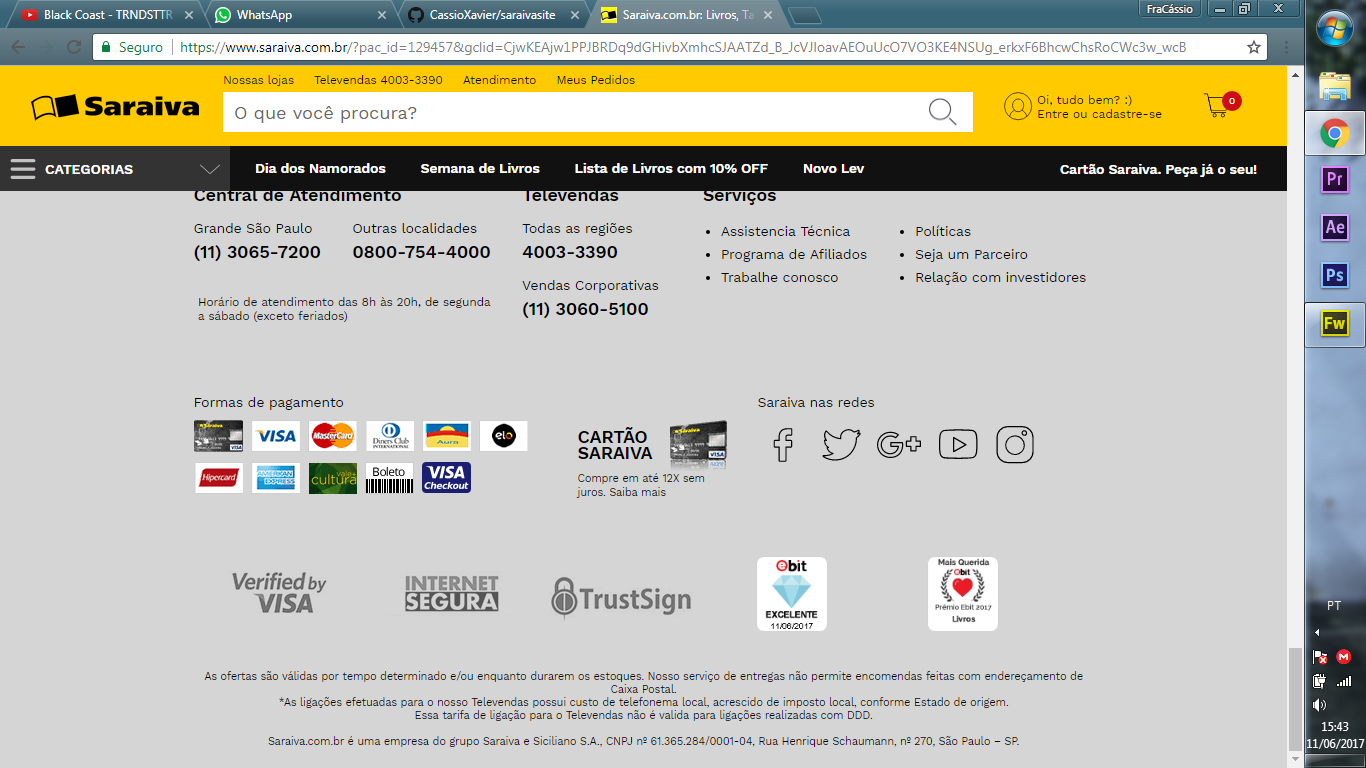 Black Coast - TRNDSTTR
WhatsApp
CassioXavier/saraivasite
Saraiva.com.br: Livros, Ta
FraCássio
Seguro
https://www.saraiva.com.br/?pac_id=129457&gclid=CjwKEAjw1PPJBRDq9dGHivbXmhcSJAATZd_B_JcVJIoavAEOuUcO7VO3KE4NSUg_erkxF6BhcwChsRoCWc3w_wcB
Nossas lojas Televendas 4003-3390 Atendimento Meus Pedidos
Saraiva
O que você procura?
Oi, tudo bem? :)
Entre ou cadastre-se
0
CATEGORIAS
Dia dos Namorados Semana de Livros Lista de Livros com 10% OFF Novo Lev
Cartão Saraiva. Peça já o seu!
Central de Atendimento
Grande São Paulo
(11) 3065-7200
Outras localidades
0800-754-4000
Horário de atendimento das 8h às 20h, de segunda
a sábado (exceto feriados)
Televendas
Todas as regiões
4003-3390
Vendas Corporativas
(11) 3060-5100
Serviços
• Assistencia Técnica
• Programa de Afiliados
• Trabalhe conosco
• Políticas
• Seja um Parceiro
• Relação com investidores
Formas de pagamento
Saraiva VISA
VISA
MasterCard
Diners Club
INTERNATIONAL
Aura
elo
Hipercard
AMERICAN
EXPRESS
vale+
cultura
Boleto
VISA
Checkout
CARTÃO
SARAIVA
Compre em até 12X sem
juros. Saiba mais
Saraiva nas redes
G+
Verified by
VISA
INTERNET
SEGURA
TrustSign
ebit
EXCELENTE
11/06/2017
Mais Querida
ebit
Prêmio Ebit 2017
Livros
As ofertas são válidas por tempo determinado e/ou enquanto durarem os estoques. Nosso serviço de entregas não permite encomendas feitas com endereçamento de
Caixa Postal.
*As ligações efetuadas para o nosso Televendas possui custo de telefonema local, acrescido de imposto local, conforme Estado de origem.
Essa tarifa de ligação para o Televendas não é valida para ligações realizadas com DDD.
Saraiva.com.br é uma empresa do grupo Saraiva e Siciliano S.A., CNPJ nº 61.365.284/0001-04, Rua Henrique Schaumann, nº 270, São Paulo – SP.
Pr
Ae
Ps
Fw
PT
15:43
11/06/2017